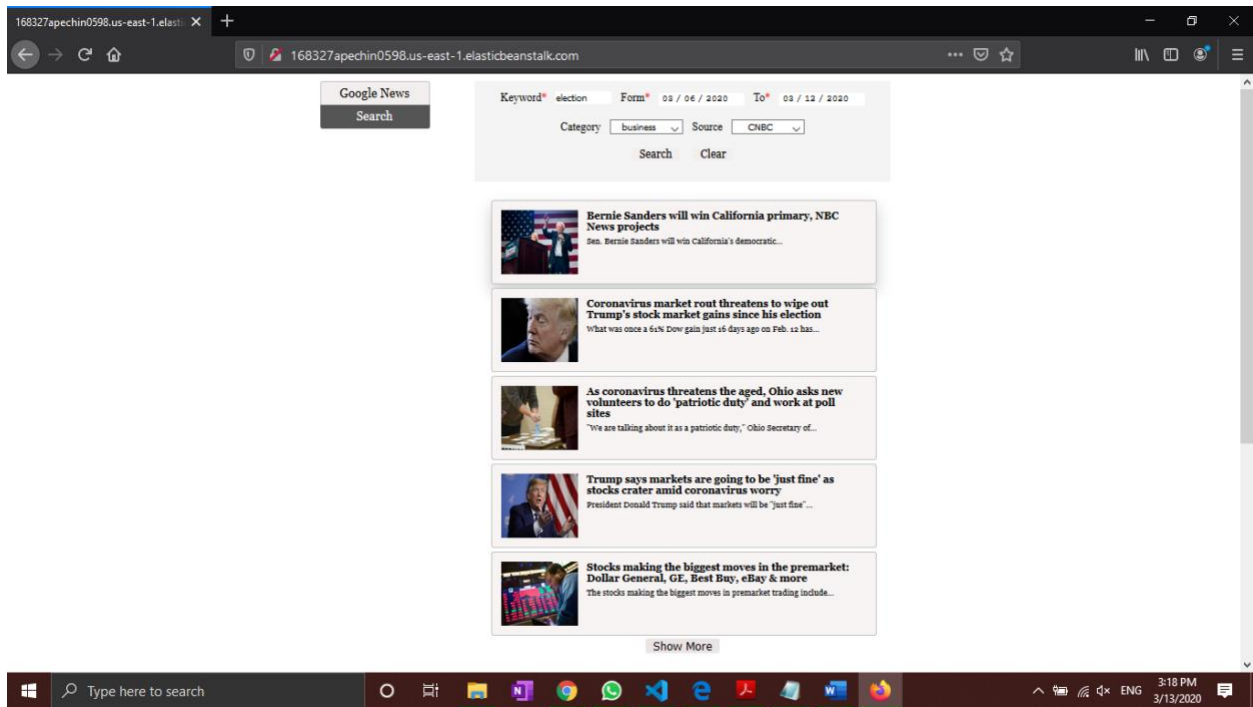 168327apechin0598.us-east-1.elasti
168327apechin0598.us-east-1.elasticbeanstalk.com
Google News
Search
Keyword* election Form* 03 / 06 / 2020 To* 03 / 12 / 2020
Category business Source CNBC
Search Clear
Bernie Sanders will win California primary, NBC
News projects
Sen. Bernie Sanders will win California's democratic...
Coronavirus market rout threatens to wipe out
Trump's stock market gains since his election
What was once a 61% Dow gain just 16 days ago on Feb. 12 has...
As coronavirus threatens the aged, Ohio asks new
volunteers to do 'patriotic duty' and work at poll
sites
"We are talking about it as a patriotic duty," Ohio Secretary of...
Trump says markets are going to be 'just fine' as
stocks crater amid coronavirus worry
President Donald Trump said that markets will be "just fine"...
Stocks making the biggest moves in the premarket:
Dollar General, GE, Best Buy, eBay & more
The stocks making the biggest moves in premarket trading include...
Show More
Type here to search
ENG
3:18 PM
3/13/2020